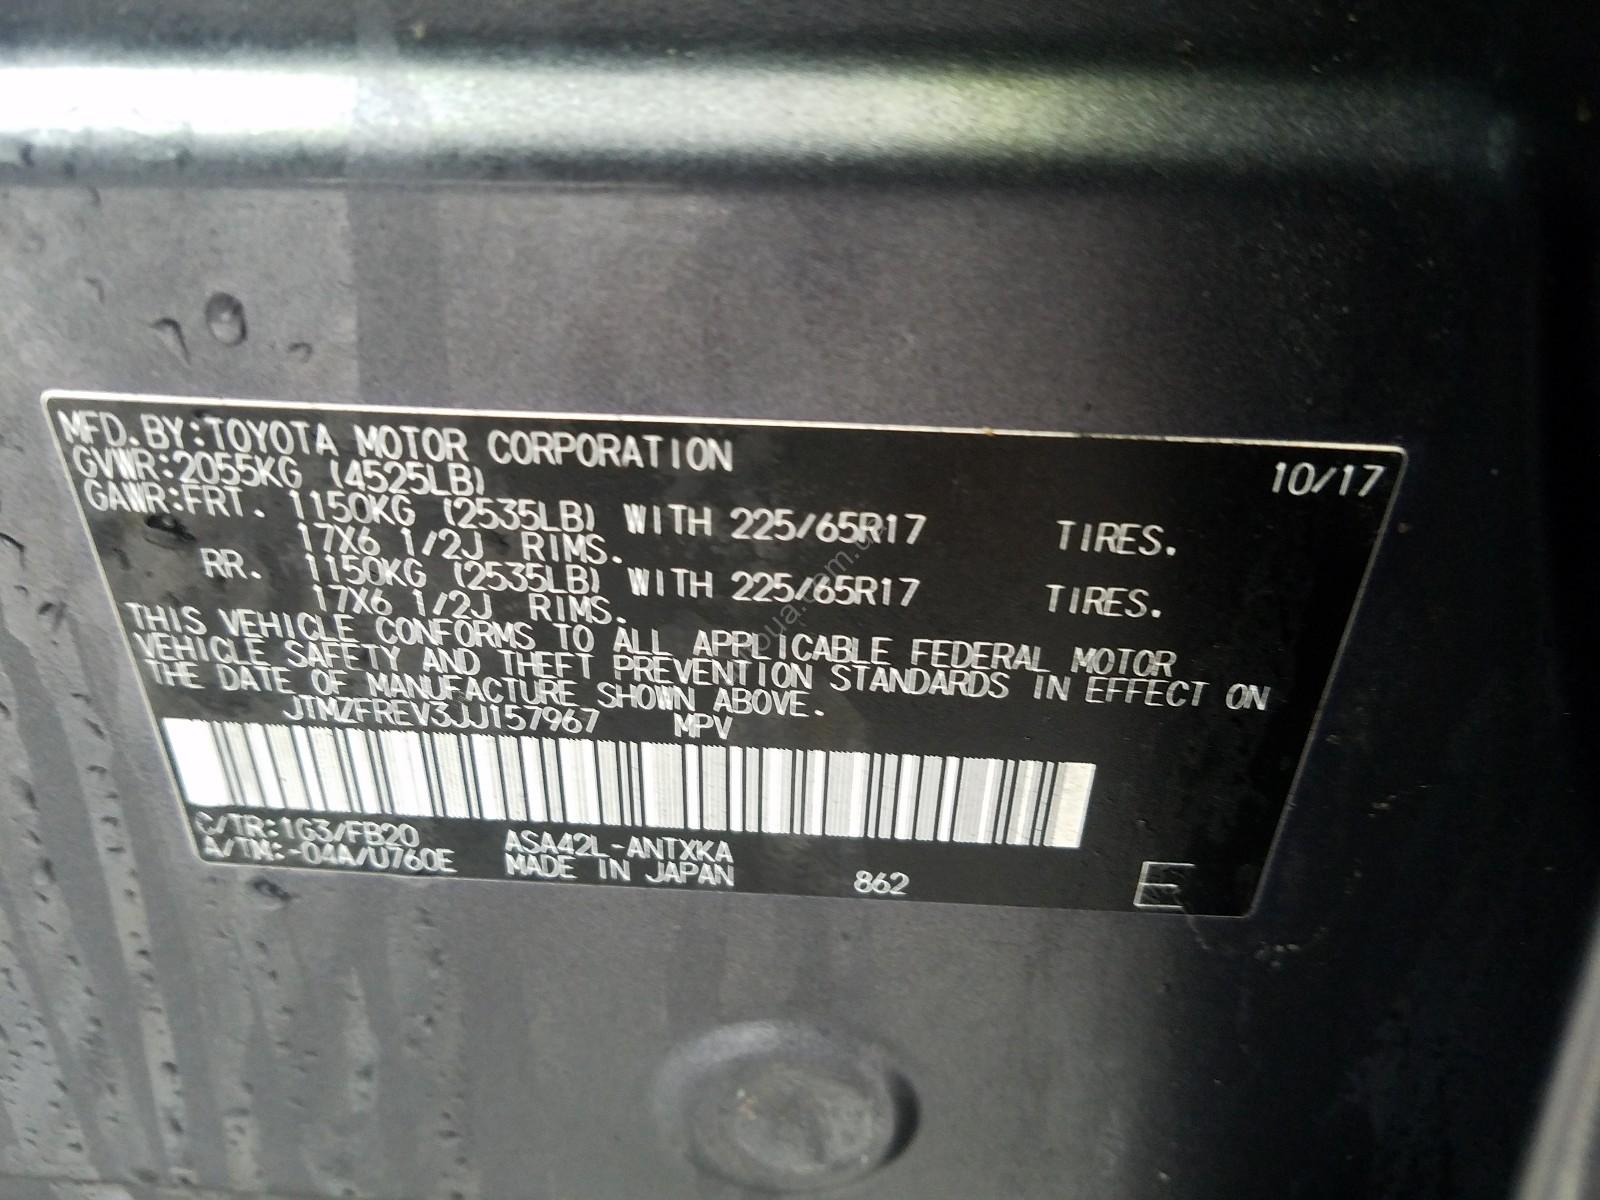 MFD.BY:TOYOTA MOTOR CORPORATION 10/17
GVWR:2055KG (4525LB)
GAWR:FRT. 1150KG (2535LB) WITH 225/65R17 TIRES.
17X6 1/2J RIMS.
RR. 1150KG (2535LB) WITH 225/65R17 TIRES.
17X6 1/2J RIMS.
THIS VEHICLE CONFORMS TO ALL APPLICABLE FEDERAL MOTOR
VEHICLE SAFETY AND THEFT PREVENTION STANDARDS IN EFFECT ON
THE DATE OF MANUFACTURE SHOWN ABOVE.
JTMZFREV3JJ157967 MPV
C/TR:1G3/FB20 ASA42L-ANTXKA
A/TM:-04A/U760E MADE IN JAPAN 862 E